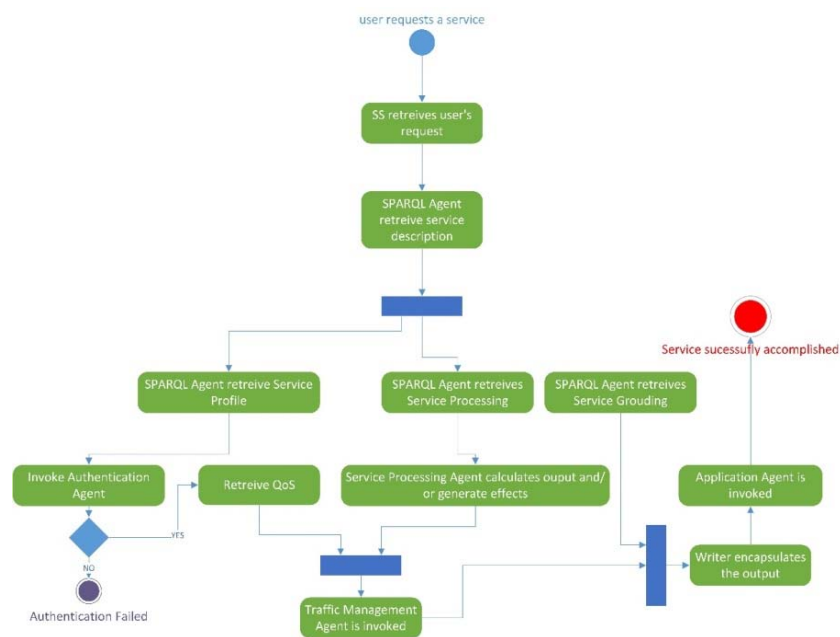 user requests a service
SS retreives user's
request
SPARQL Agent
retreive service
description
Service sucessufly accomplished
SPARQL Agent retreive Service
Profile
SPARQL Agent retreives
Service Processing
SPARQL Agent retreives
Service Grouding
Invoke Authentication
Agent
Retreive QoS
Service Processing Agent calculates ouput and/
or generate effects
Application Agent is
invoked
YES
NO
Authentication Failed
Traffic Management
Agent is invoked
Writer encapsulates
the output